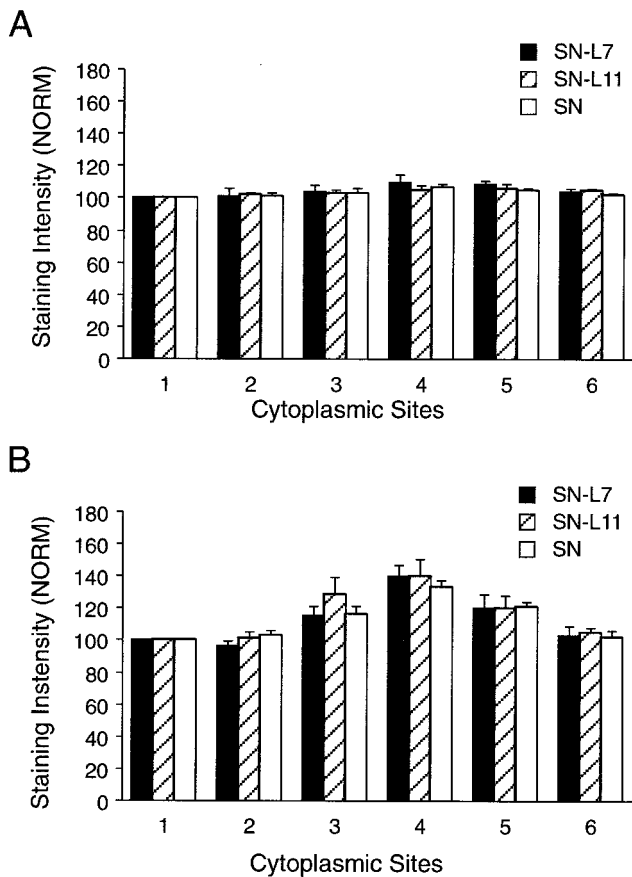 A
SN-L7
SN-L11
SN
Staining Intensity (NORM)
180
160
140
120
100
80
60
40
20
0
1 2 3 4 5 6
Cytoplasmic Sites
B
SN-L7
SN-L11
SN
Staining Instensity (NORM)
180
160
140
120
100
80
60
40
20
0
1 2 3 4 5 6
Cytoplasmic Sites